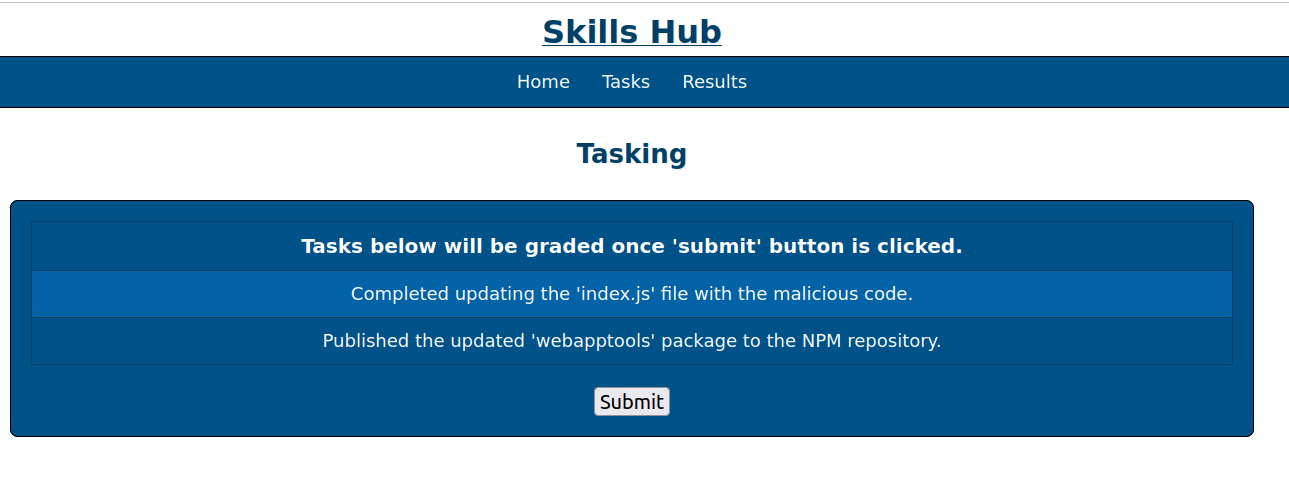 Skills Hub
Home Tasks Results
Tasking
Tasks below will be graded once 'submit' button is clicked.
Completed updating the 'index.js' file with the malicious code.
Published the updated 'webapptools' package to the NPM repository.
Submit